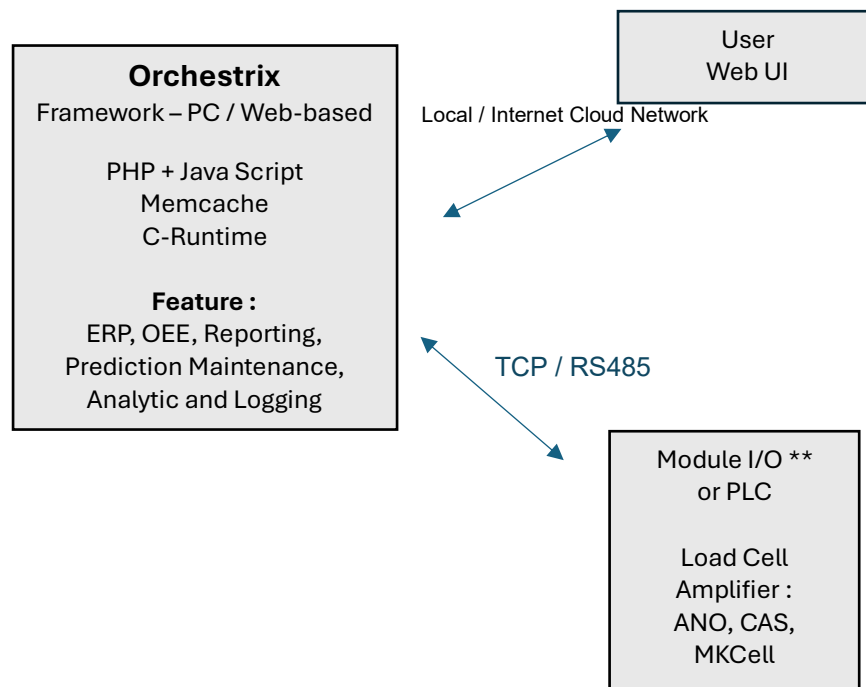 Orchestrix
Framework – PC / Web-based
PHP + Java Script
Memcache
C-Runtime
Feature :
ERP, OEE, Reporting,
Prediction Maintenance,
Analytic and Logging
User
Web UI
Local / Internet Cloud Network
TCP / RS485
Module I/O **
or PLC
Load Cell
Amplifier :
ANO, CAS,
MKCell